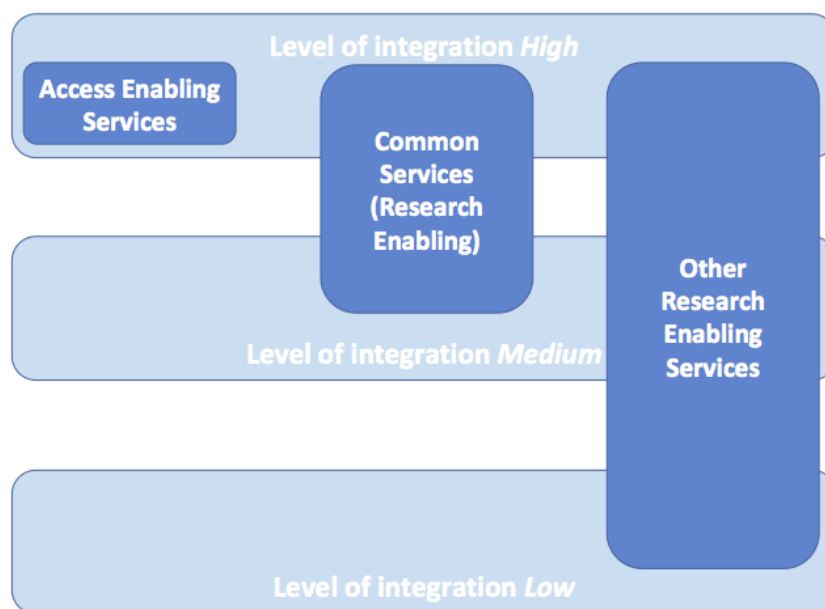 Level of integration High
Access Enabling
Services
Common
Services
(Research
Enabling)
Other
Research
Enabling
Services
Level of integration Medium
Level of integration Low